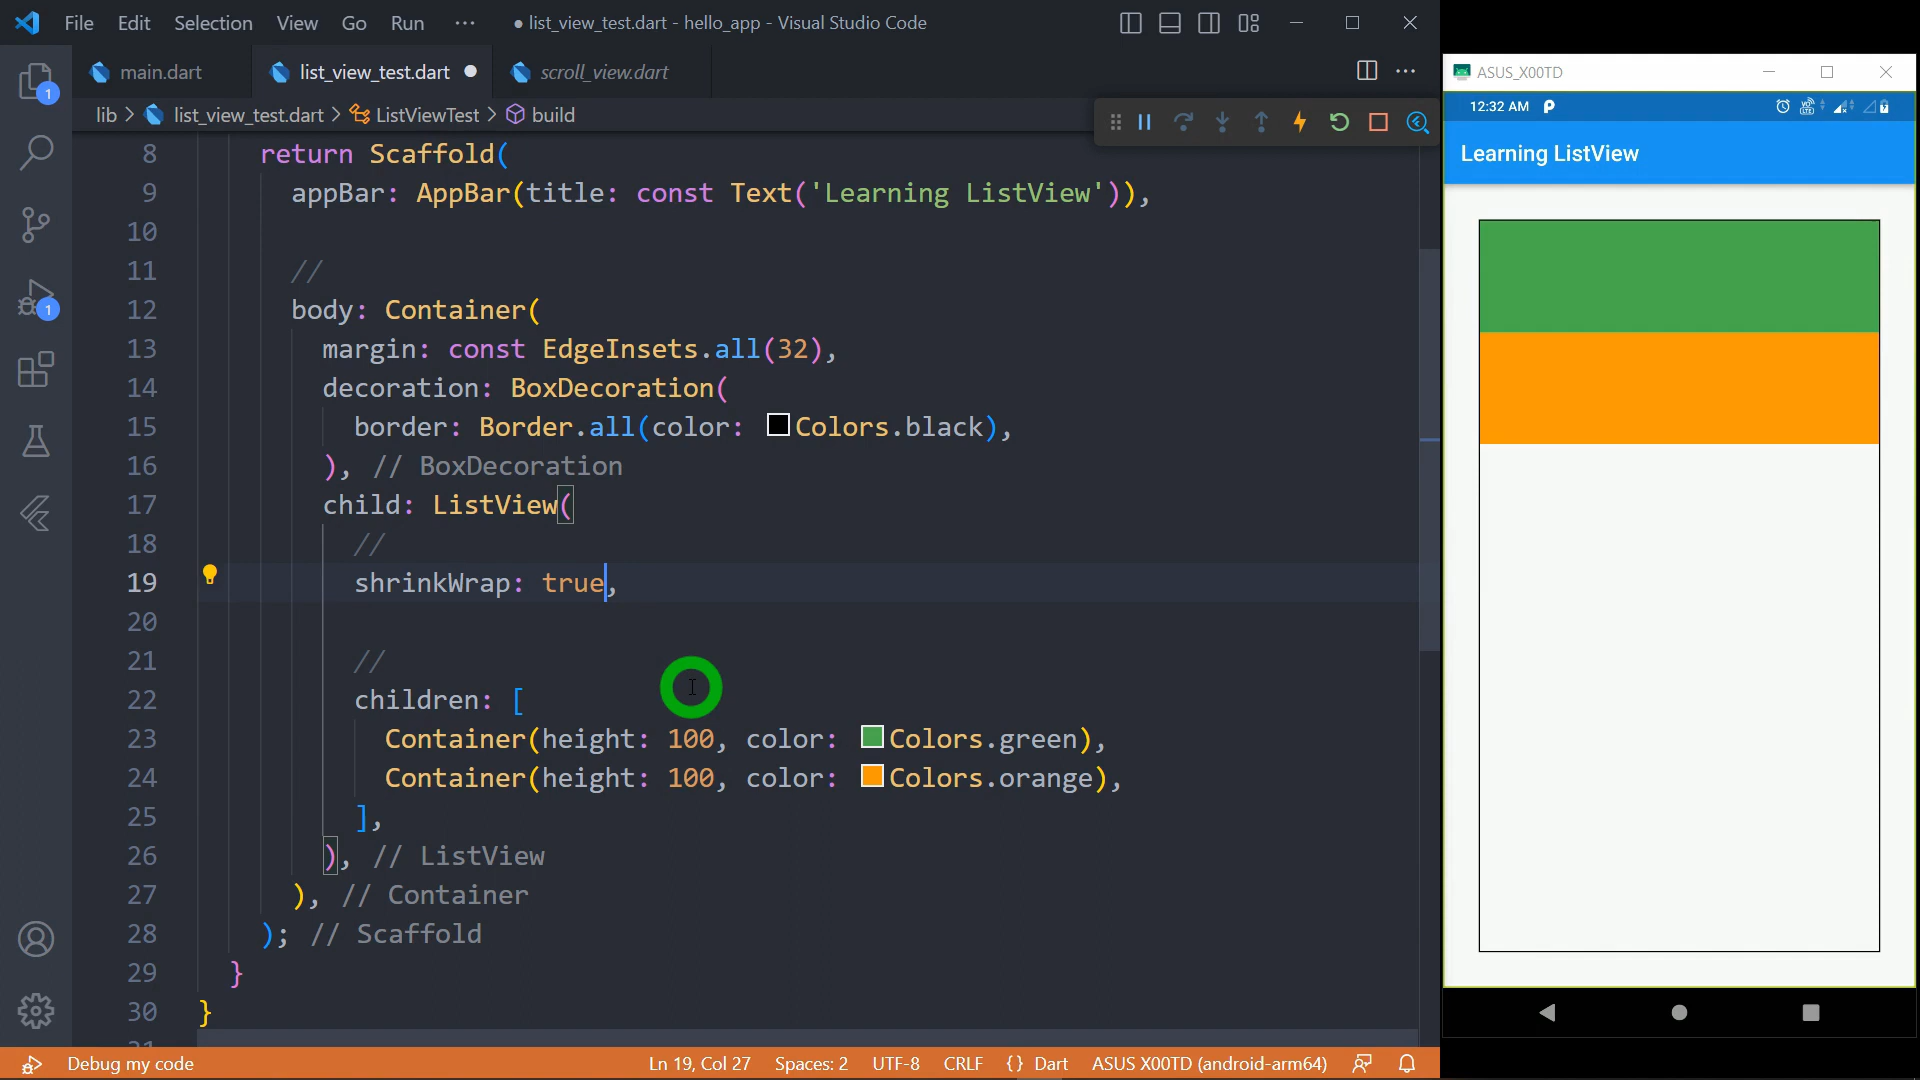 File Edit Selection View Go Run ··· ● list_view_test.dart - hello_app - Visual Studio Code
main.dart list_view_test.dart ● scroll_view.dart
lib > list_view_test.dart > ListViewTest > build
8 return Scaffold(
9 appBar: AppBar(title: const Text('Learning ListView')),
10
11 //
12 body: Container(
13 margin: const EdgeInsets.all(32),
14 decoration: BoxDecoration(
15 border: Border.all(color: Colors.black),
16 ), // BoxDecoration
17 child: ListView(
18 //
19 shrinkWrap: true,
20
21 //
22 children: [
23 Container(height: 100, color: Colors.green),
24 Container(height: 100, color: Colors.orange),
25 ],
26 ), // ListView
27 ), // Container
28 ); // Scaffold
29 }
30 }
1
1
Debug my code Ln 19, Col 27 Spaces: 2 UTF-8 CRLF {} Dart ASUS X00TD (android-arm64)
ASUS_X00TD
12:32 AM
Learning ListView